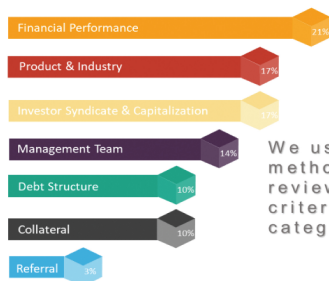 Financial Performance
21%
Product & Industry
17%
Investor Syndicate & Capitalization
17%
Management Team
14%
We us
metho
review
criter
categ
Debt Structure
10%
Collateral
10%
Referral
3%